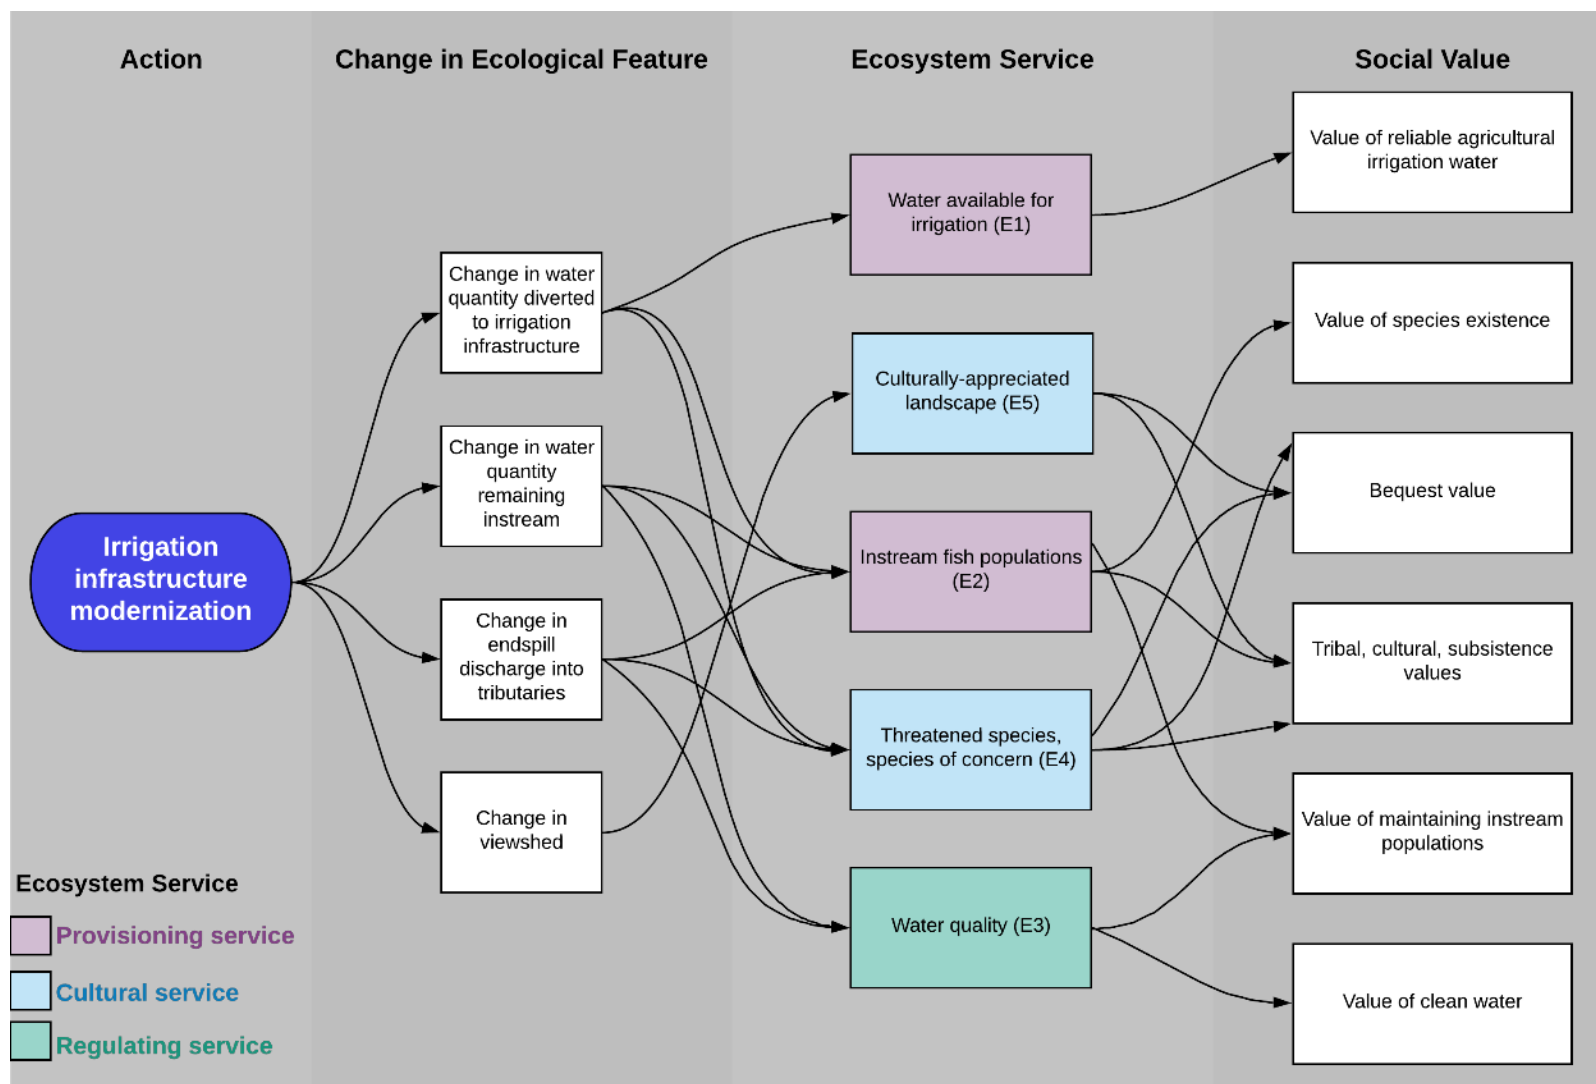 Action
Change in Ecological Feature
Ecosystem Service
Social Value
Irrigation
infrastructure
modernization
Change in water
quantity diverted
to irrigation
infrastructure
Change in water
quantity
remaining
instream
Change in
endspill
discharge into
tributaries
Change in
viewshed
Water available for
irrigation (E1)
Culturally-appreciated
landscape (E5)
Instream fish populations
(E2)
Threatened species,
species of concern (E4)
Water quality (E3)
Value of reliable agricultural
irrigation water
Value of species existence
Bequest value
Tribal, cultural, subsistence
values
Value of maintaining instream
populations
Value of clean water
Ecosystem Service
Provisioning service
Cultural service
Regulating service